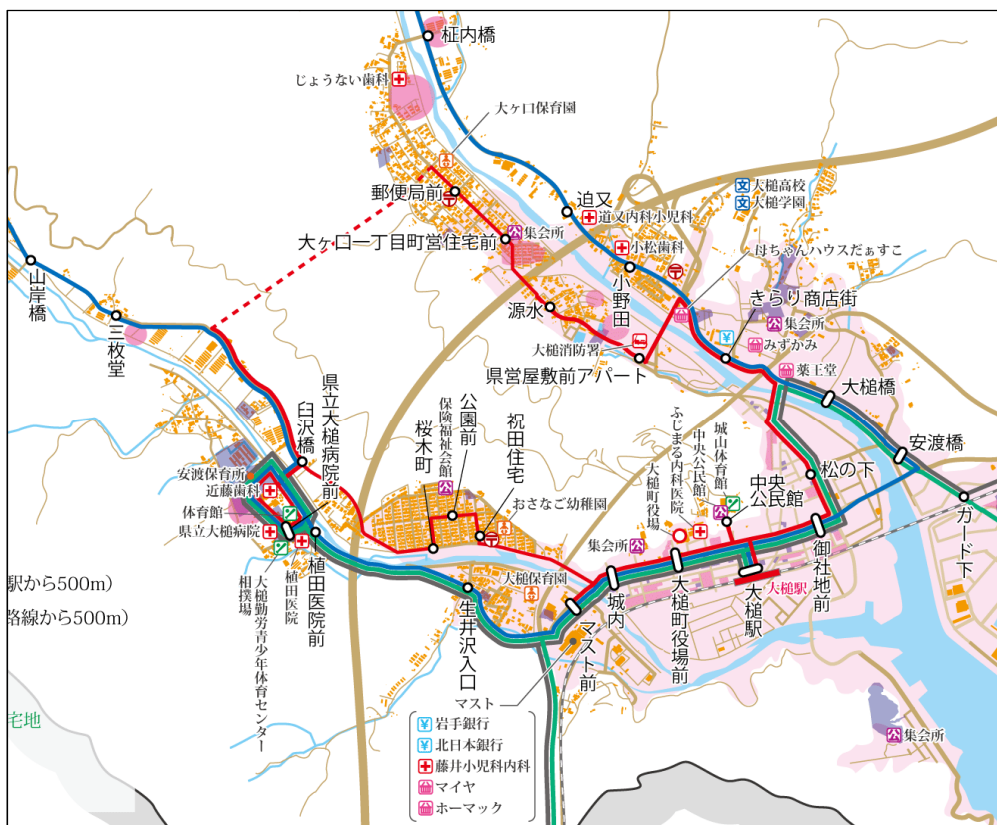 柾内橋
じょうない歯科
大ヶ口保育園
郵便局前
大ヶ口一丁目町営住宅前
集会所
迫又
道又内科小児科
小松歯科
小野田
大槌高校
大槌学園
母ちゃんハウスだぁすこ
きらり商店街
集会所
みずかみ
薬王堂
源水
大槌消防署
県営屋敷前アパート
大槌橋
安渡橋
山岸橋
三枚堂
臼沢橋
県立大槌病院前
安渡保育所
近藤歯科
体育館
県立大槌病院
植田医院
植田医院前
大槌勤労青少年体育センター
相撲場
桜木町
保険福祉会館
公園前
祝田住宅
おさなご幼稚園
大槌保育園
生井沢入口
集会所
大槌町役場
ふじまる内科医院
中央公民館
城山体育館
中央
公民館
松の下
御社地前
ガード下
大槌駅
大槌駅
大槌町役場前
城内
マスト前
マスト
岩手銀行
北日本銀行
藤井小児科内科
マイヤ
ホーマック
集会所
駅から500m）
路線から500m）
宅地